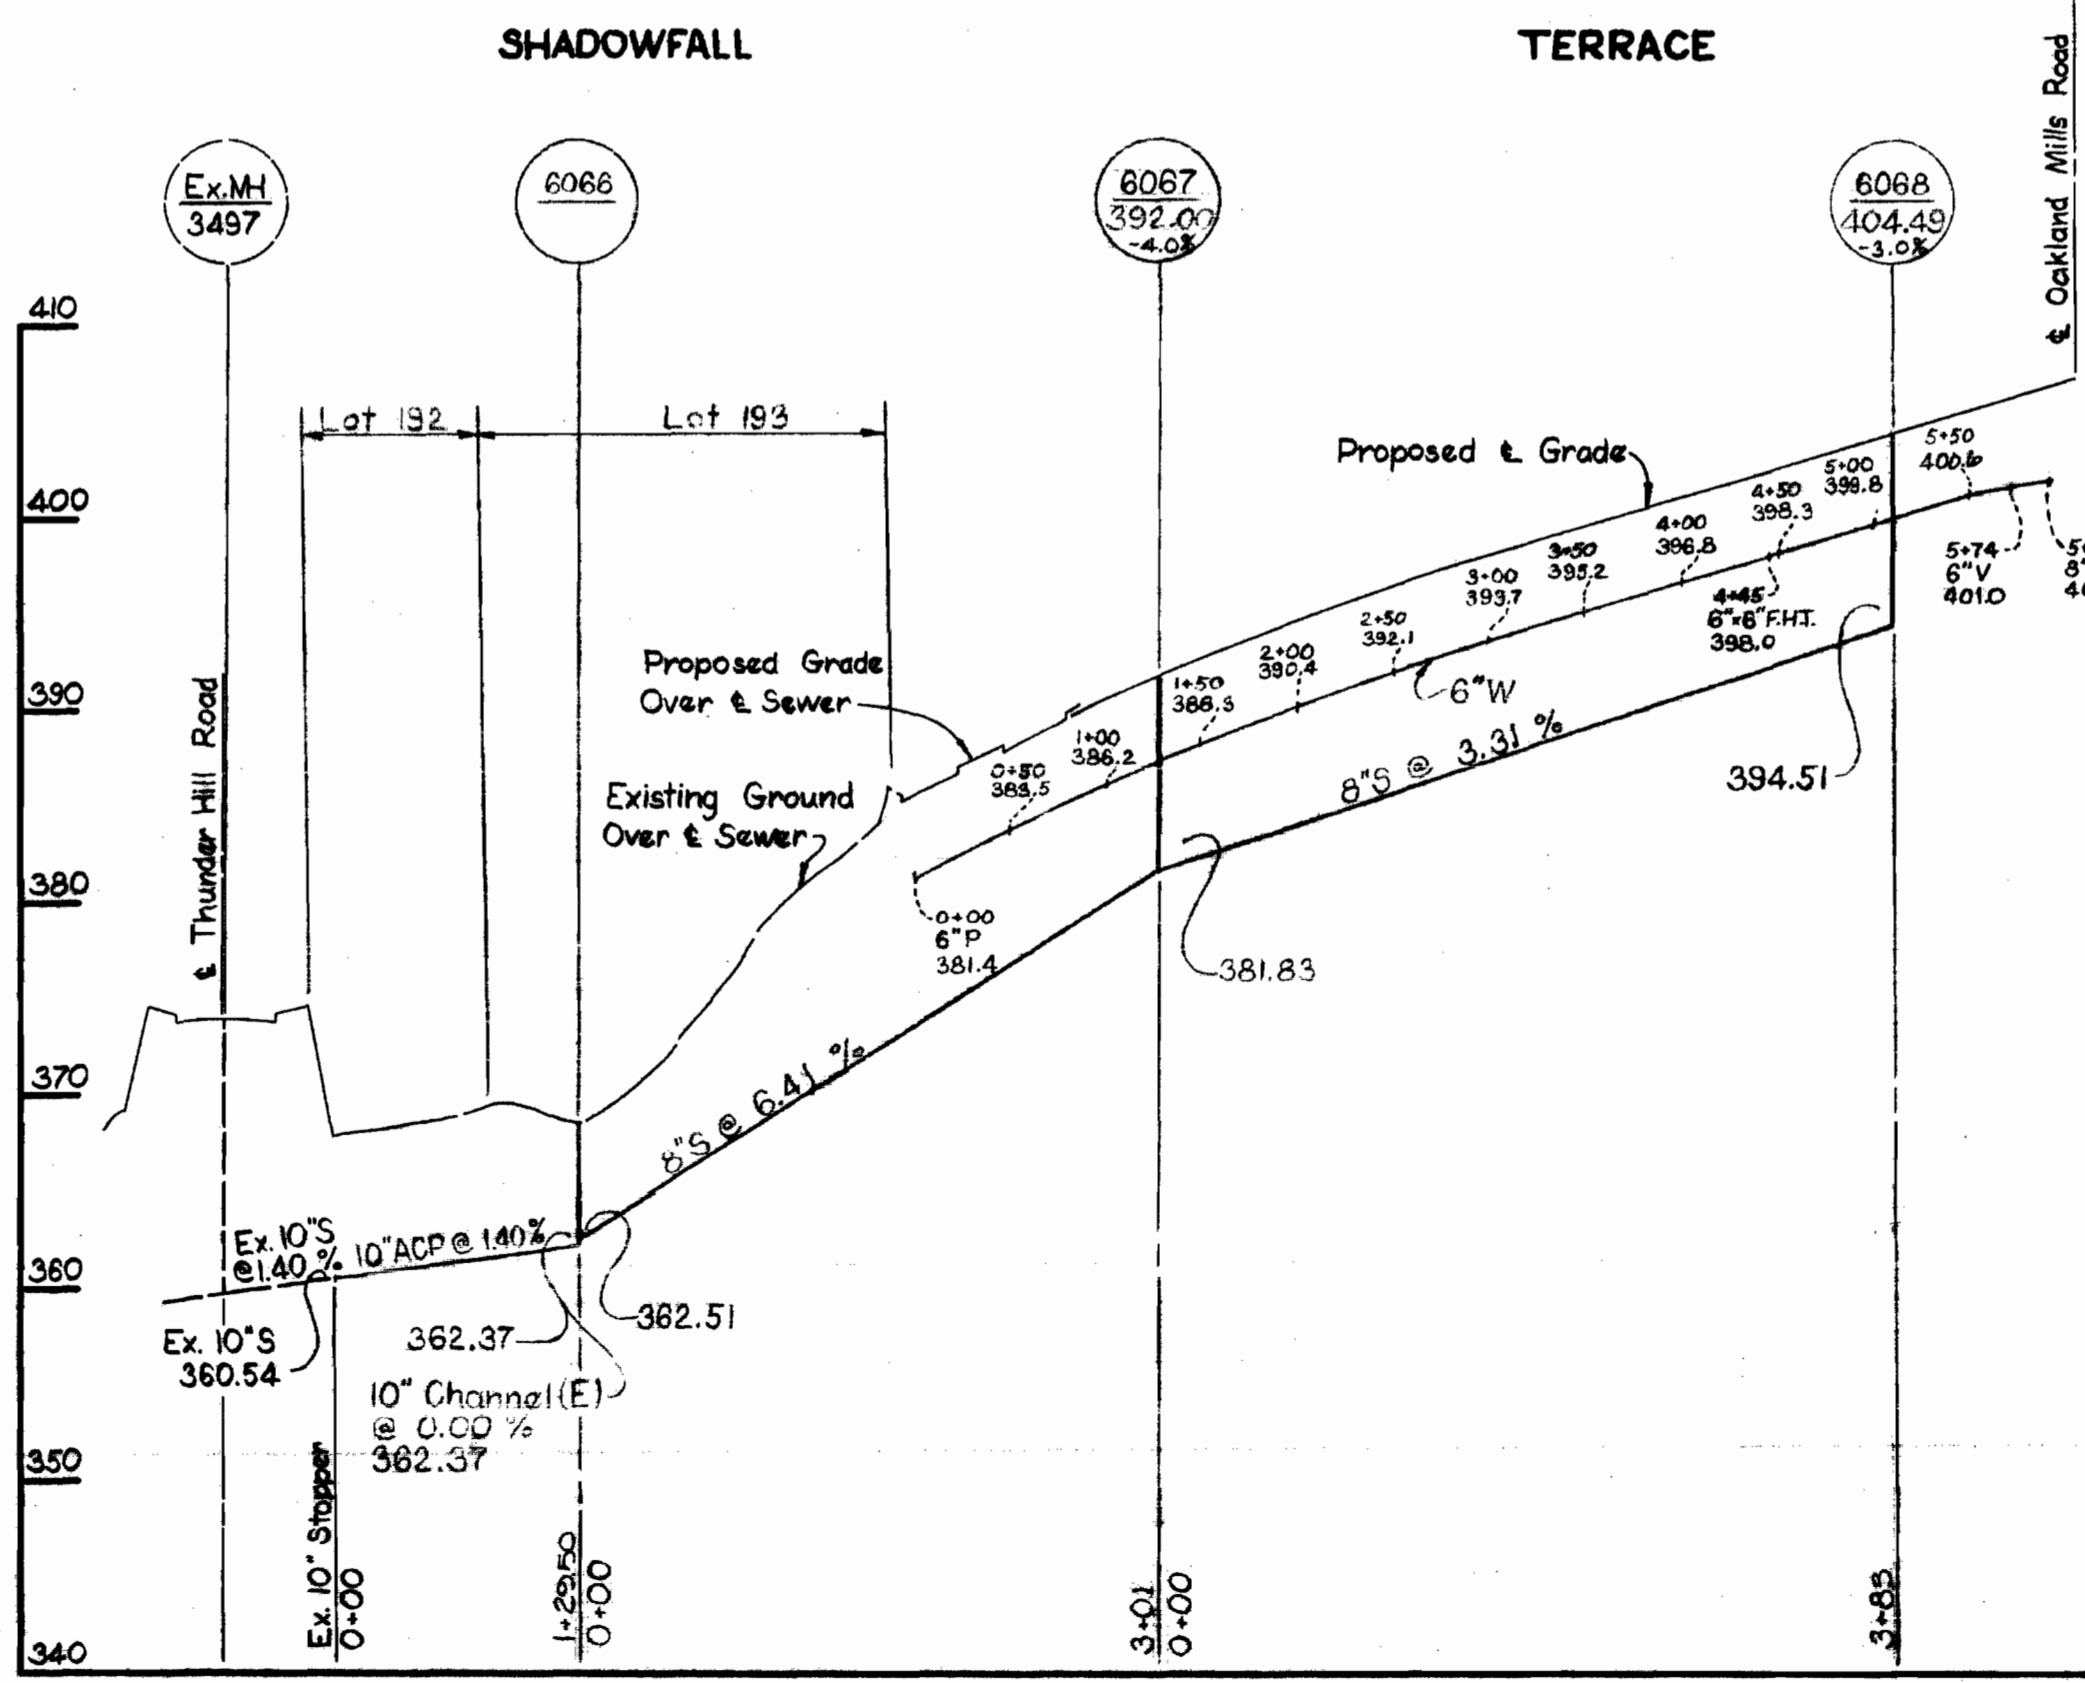 SHADOWFALL TERRACE
℄ Oakland Mills Road
Ex.MH
3497
6066
6067
392.00
-4.0%
6068
404.49
-3.0%
410
400
390
380
370
360
350
340
Lot 192
Lot 193
℄ Thunder Hill Road
Proposed Grade
Over ℄ Sewer
Existing Ground
Over ℄ Sewer
Proposed ℄ Grade
0+00
6"P
381.4
0+50
383.5
1+00
386.2
1+50
388.3
2+00
390.4
2+50
392.1
3+00
393.7
3+50
395.2
4+00
396.8
4+45
6"x6" F.H.T.
398.0
4+50
398.3
5+00
399.8
5+50
400.6
5+74
6"V
401.0
6"W
8"S @ 3.31 %
394.51
381.83
8"S @ 6.41 %
Ex. 10"S
@1.40 %
10"ACP @ 1.40%
Ex. 10"S
360.54
362.37
362.51
10" Channel (E)
@ 0.00 %
362.37
Ex. 10" Stopper
0+00
0+00
3+01
0+00
3+83